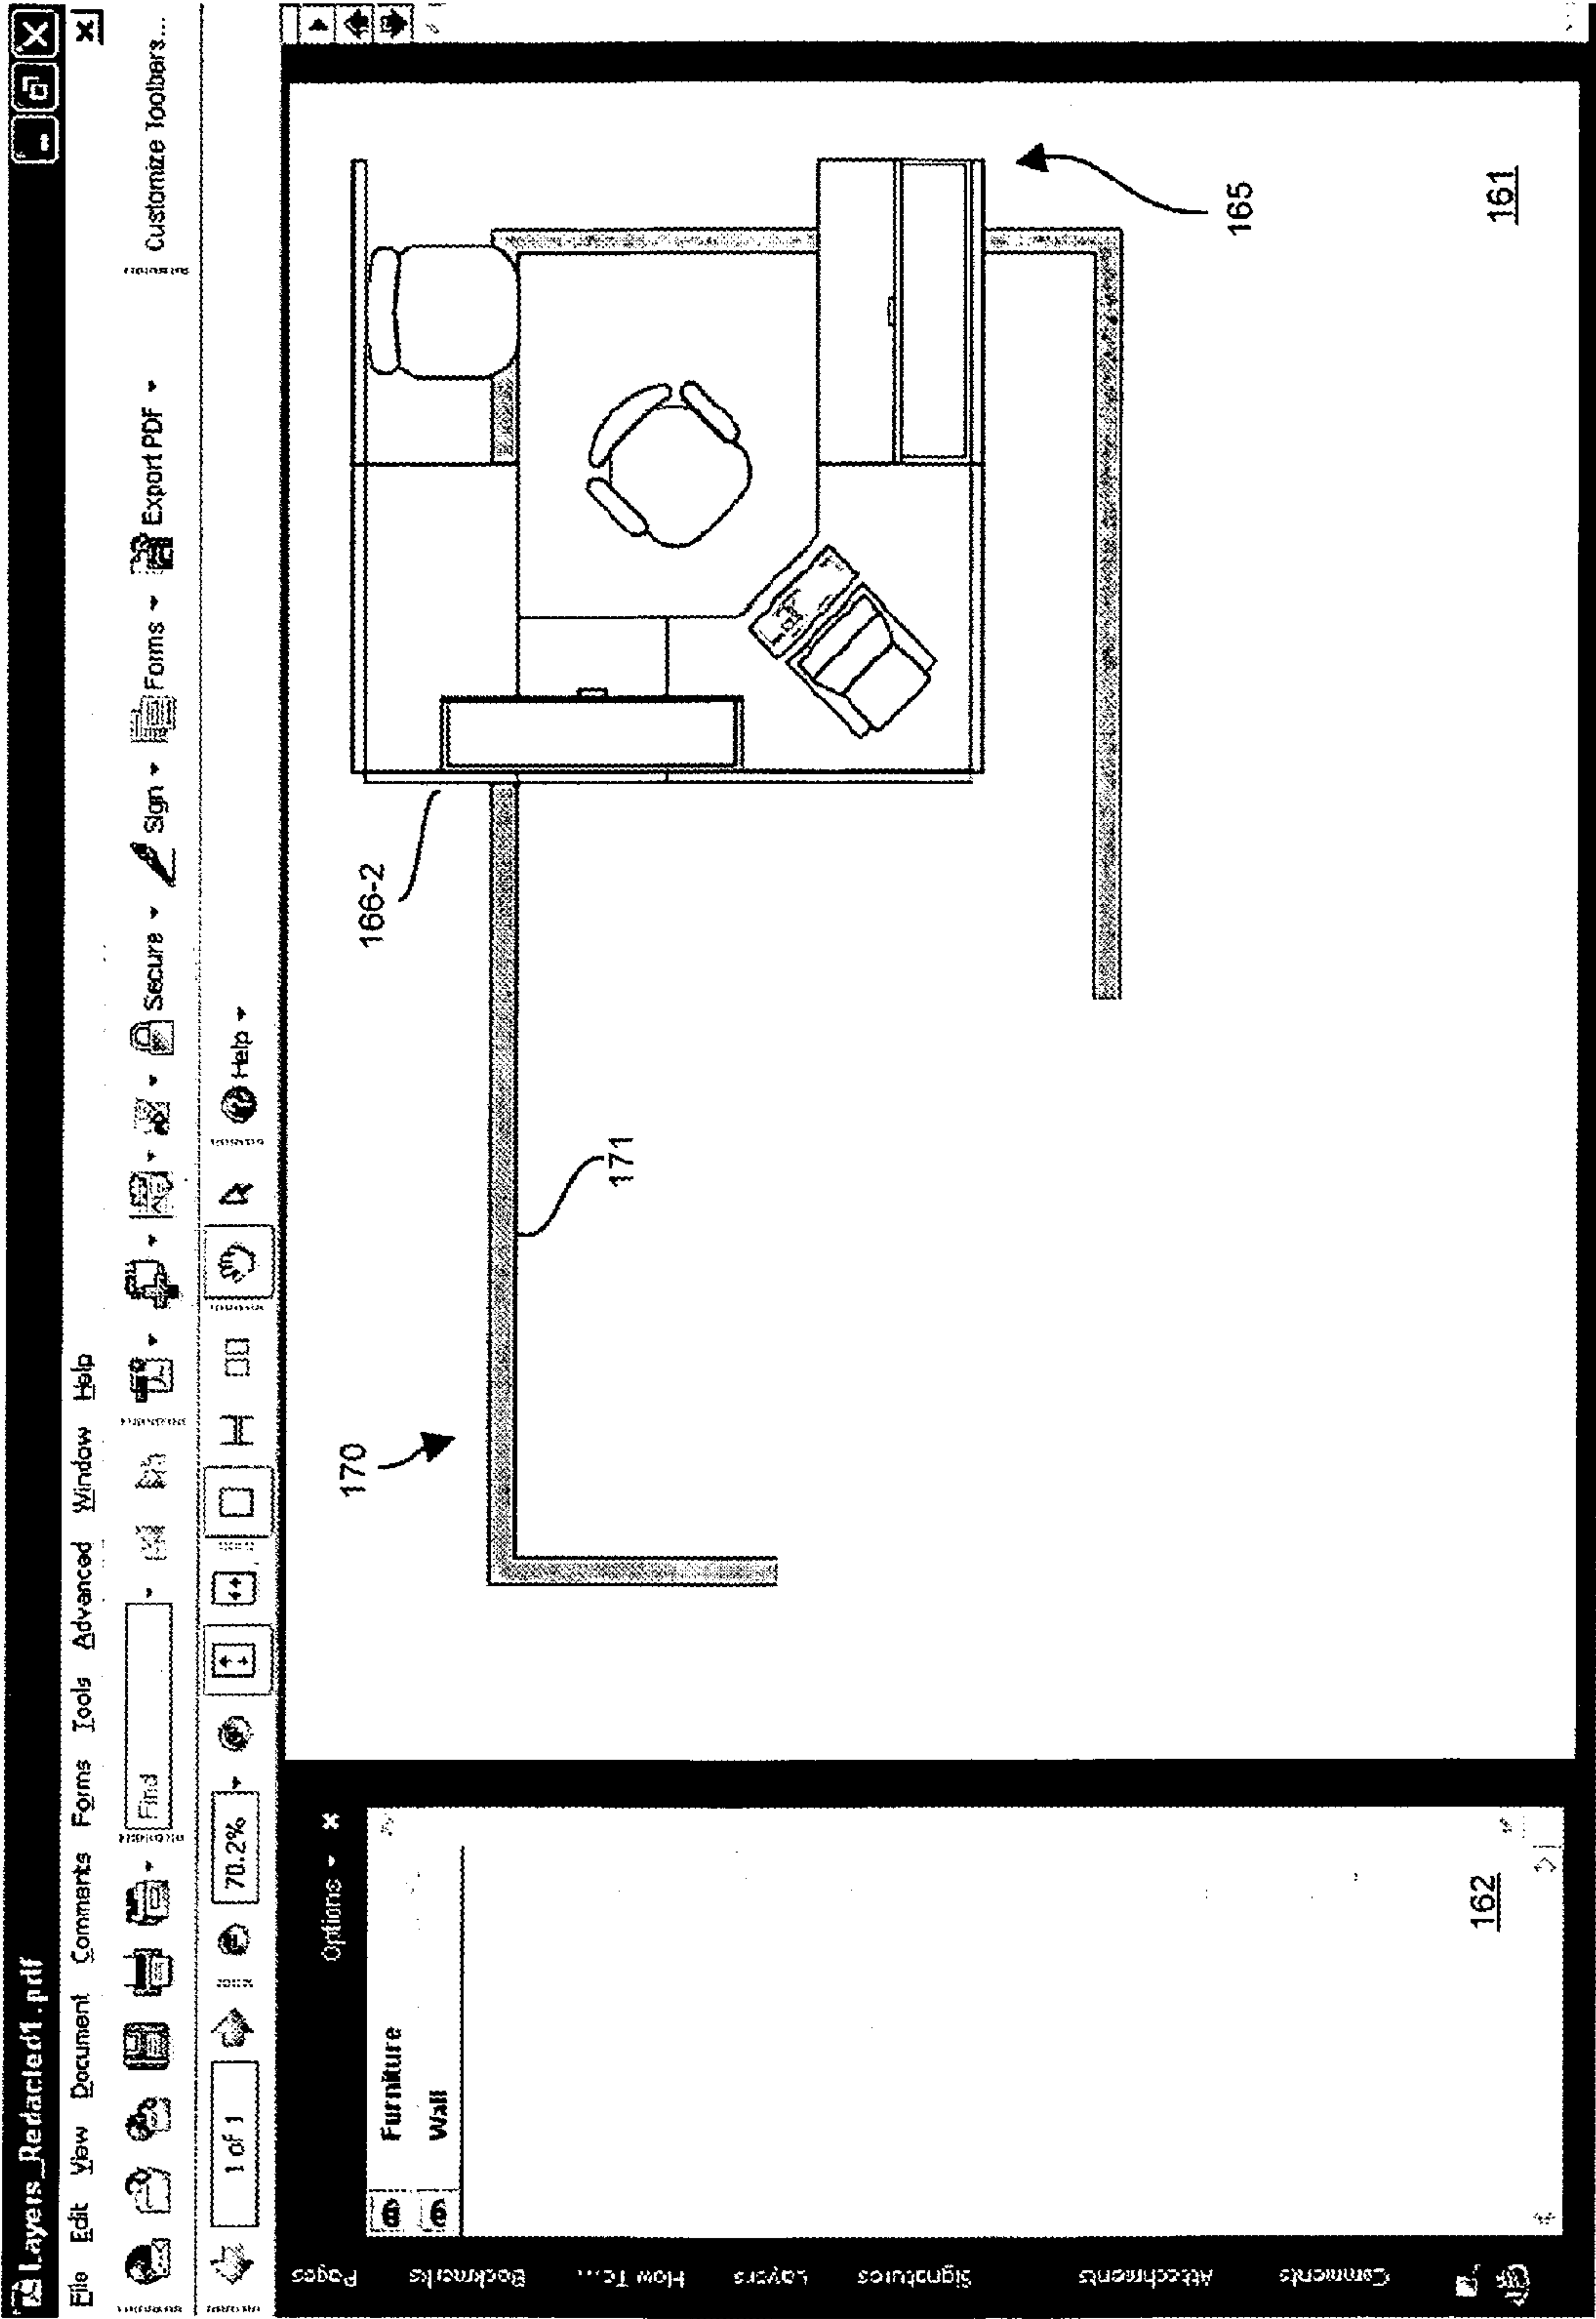 Layers_Redacted1.pdf
File Edit View Document Comments Forms Tools Advanced Window Help
Find
Secure Sign Forms Export PDF Customize Toolbars...
1 of 1 70.2% Help
Options
Furniture
Wall
Pages
Bookmarks
How To...
Layers
Signatures
Attachments
Comments
162
170
171
166-2
165
161